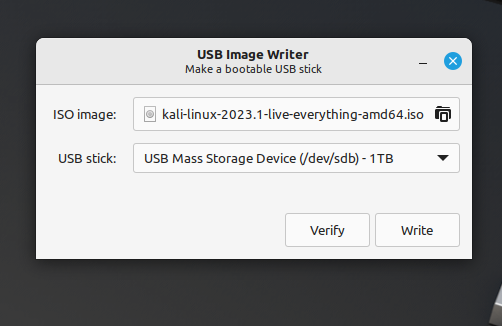 USB Image Writer
Make a bootable USB stick
ISO image: kali-linux-2023.1-live-everything-amd64.iso
USB stick: USB Mass Storage Device (/dev/sdb) - 1TB
Verify Write